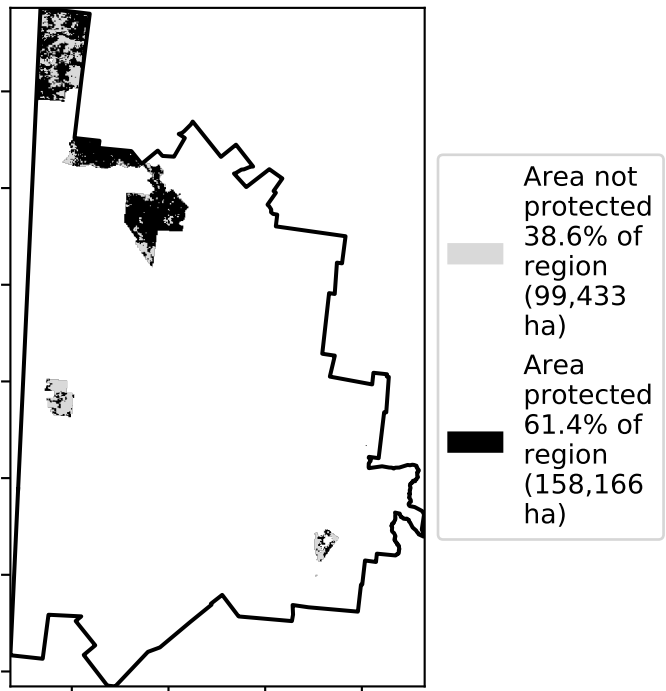 Area not
protected
38.6% of
region
(99,433
ha)
Area
protected
61.4% of
region
(158,166
ha)